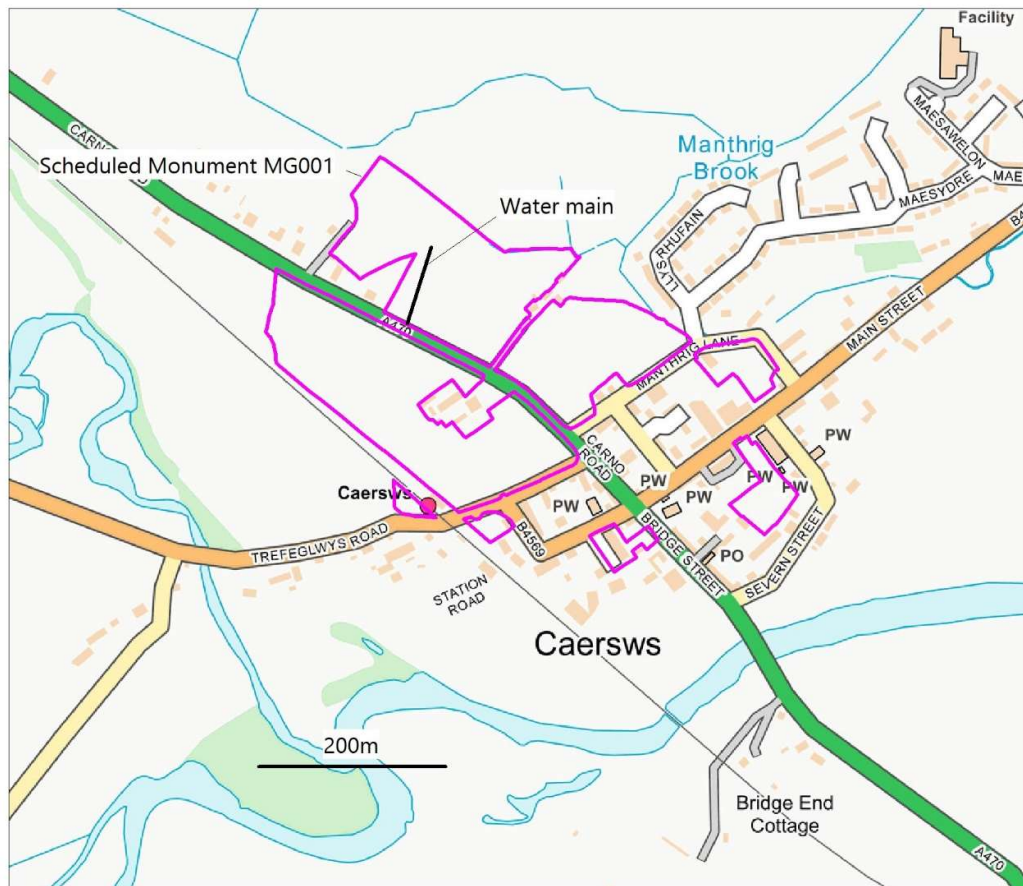 Facility
CARNO
Scheduled Monument MG001
Water main
Manthrig
Brook
MAESAWELON
MAE
MAESYDRE
B4
LLYS RHUFAIN
MAIN STREET
A470
MANTHRIG LANE
CARNO
ROAD
PW
PW
PW
PW
PW
Caersws
TREFEGLWYS ROAD
B4569
BRIDGE STREET
PO
SEVERN STREET
STATION
ROAD
Caersws
200m
Bridge End
Cottage
A470